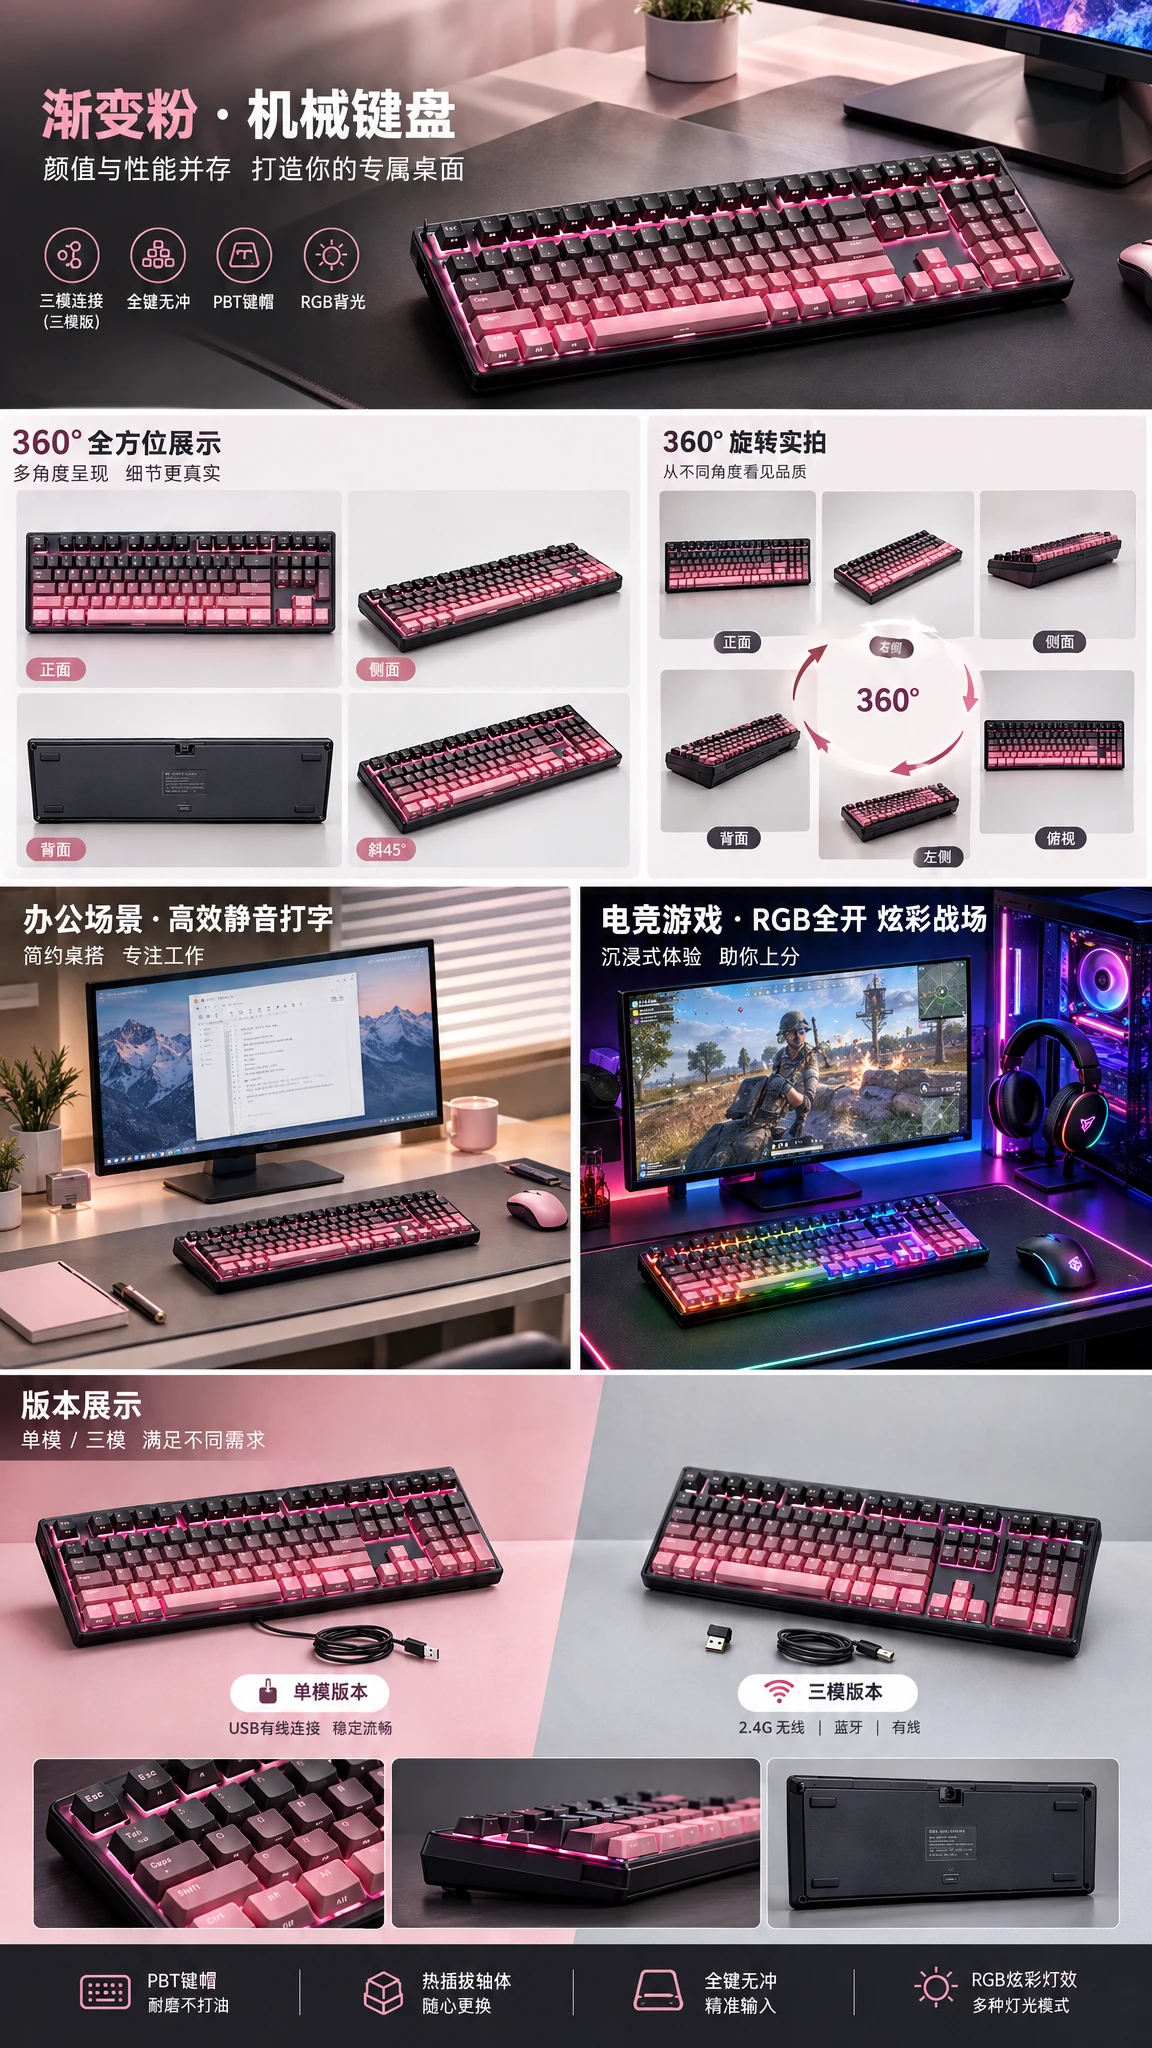 渐变粉·机械键盘
颜值与性能并存 打造你的专属桌面
三模连接
(三模版)
全键无冲
PBT键帽
RGB背光
360°全方位展示
多角度呈现 细节更真实
正面
侧面
背面
斜45°
360°旋转实拍
从不同角度看见品质
正面
右侧
侧面
360°
背面
左侧
俯视
办公场景·高效静音打字
简约桌搭 专注工作
电竞游戏·RGB全开 炫彩战场
沉浸式体验 助你上分
版本展示
单模 / 三模 满足不同需求
单模版本
USB有线连接 稳定流畅
三模版本
2.4G 无线 | 蓝牙 | 有线
Esc
Esc
Tab
Caps
Shift
Ctrl
Alt
PBT键帽
耐磨不打油
热插拔轴体
随心更换
全键无冲
精准输入
RGB炫彩灯效
多种灯光模式